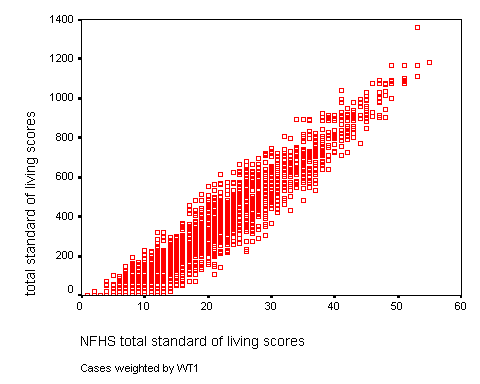 1400
1200
1000
800
600
400
200
0
total standard of living scores
0 10 20 30 40 50 60
NFHS total standard of living scores
Cases weighted by WT1